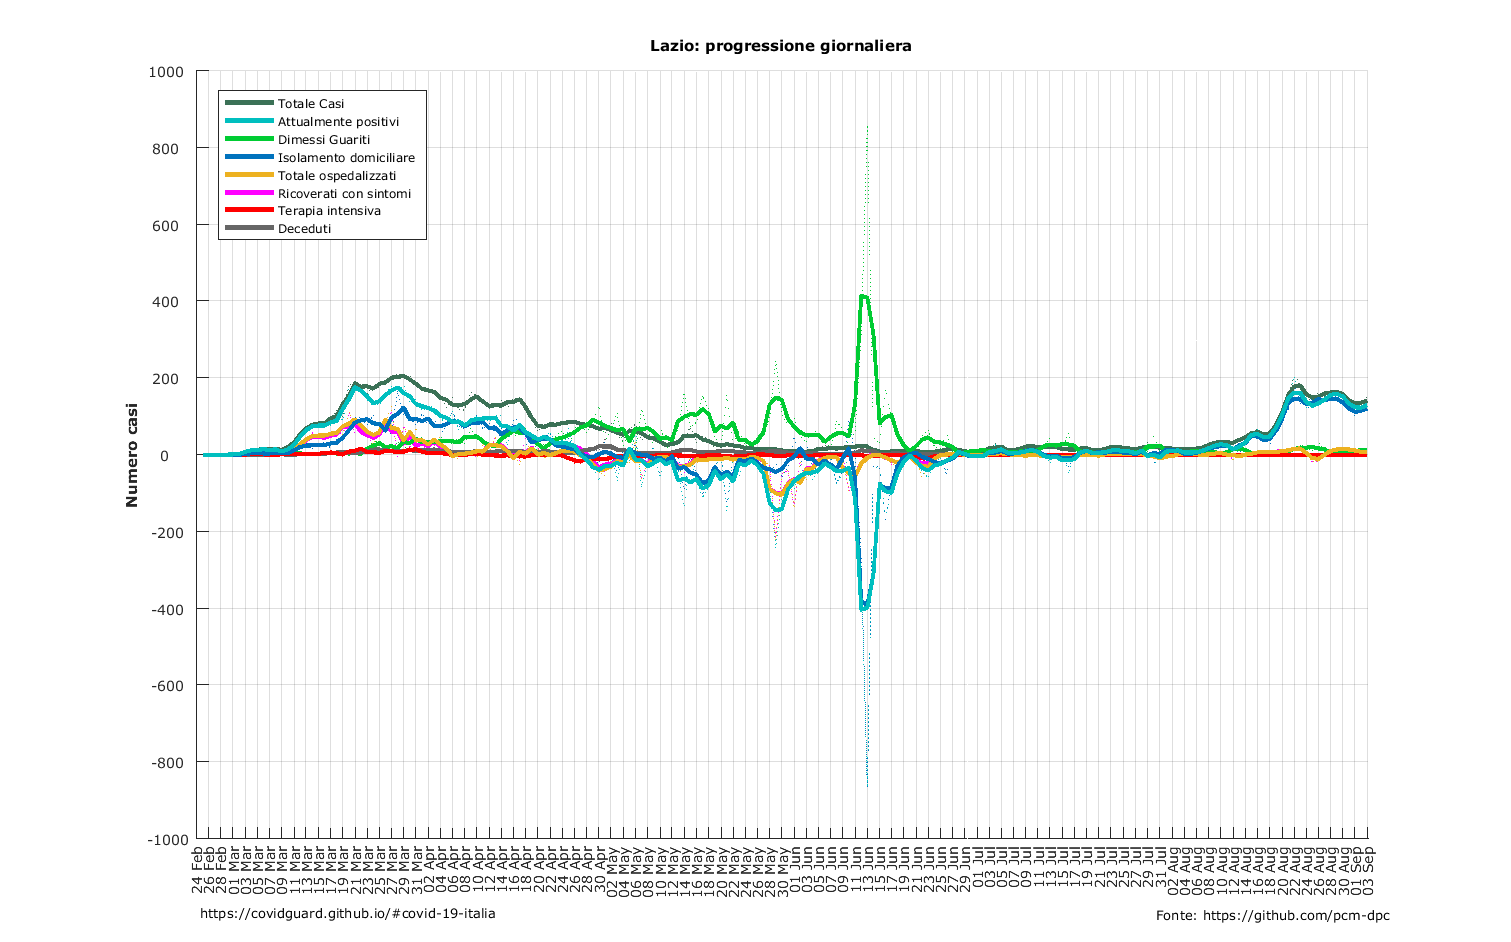 Lazio: progressione giornaliera
1000
800
600
400
200
0
-200
-400
-600
-800
-1000
Numero casi
Totale Casi
Attualmente positivi
Dimessi Guariti
Isolamento domiciliare
Totale ospedalizzati
Ricoverati con sintomi
Terapia intensiva
Deceduti
24 Feb
26 Feb
28 Feb
01 Mar
03 Mar
05 Mar
07 Mar
09 Mar
11 Mar
13 Mar
15 Mar
17 Mar
19 Mar
21 Mar
23 Mar
25 Mar
27 Mar
29 Mar
31 Mar
02 Apr
04 Apr
06 Apr
08 Apr
10 Apr
12 Apr
14 Apr
16 Apr
18 Apr
20 Apr
22 Apr
24 Apr
26 Apr
28 Apr
30 Apr
02 May
04 May
06 May
08 May
10 May
12 May
14 May
16 May
18 May
20 May
22 May
24 May
26 May
28 May
30 May
01 Jun
03 Jun
05 Jun
07 Jun
09 Jun
11 Jun
13 Jun
15 Jun
17 Jun
19 Jun
21 Jun
23 Jun
25 Jun
27 Jun
29 Jun
01 Jul
03 Jul
05 Jul
07 Jul
09 Jul
11 Jul
13 Jul
15 Jul
17 Jul
19 Jul
21 Jul
23 Jul
25 Jul
27 Jul
29 Jul
31 Jul
02 Aug
04 Aug
06 Aug
08 Aug
10 Aug
12 Aug
14 Aug
16 Aug
18 Aug
20 Aug
22 Aug
24 Aug
26 Aug
28 Aug
30 Aug
01 Sep
03 Sep
https://covidguard.github.io/#covid-19-italia
Fonte: https://github.com/pcm-dpc